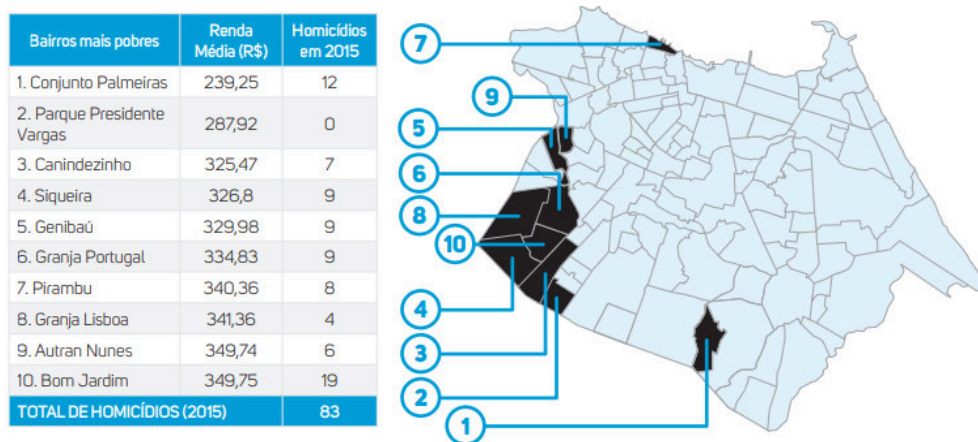 Bairros mais pobres Renda Média (R$) Homicídios em 2015
1. Conjunto Palmeiras 239,25 12
2. Parque Presidente Vargas 287,92 0
3. Canindezinho 325,47 7
4. Siqueira 326,8 9
5. Genibaú 329,98 9
6. Granja Portugal 334,83 9
7. Pirambu 340,36 8
8. Granja Lisboa 341,36 4
9. Autran Nunes 349,74 6
10. Bom Jardim 349,75 19
TOTAL DE HOMICÍDIOS (2015) 83
7
9
5
6
8
10
4
3
2
1